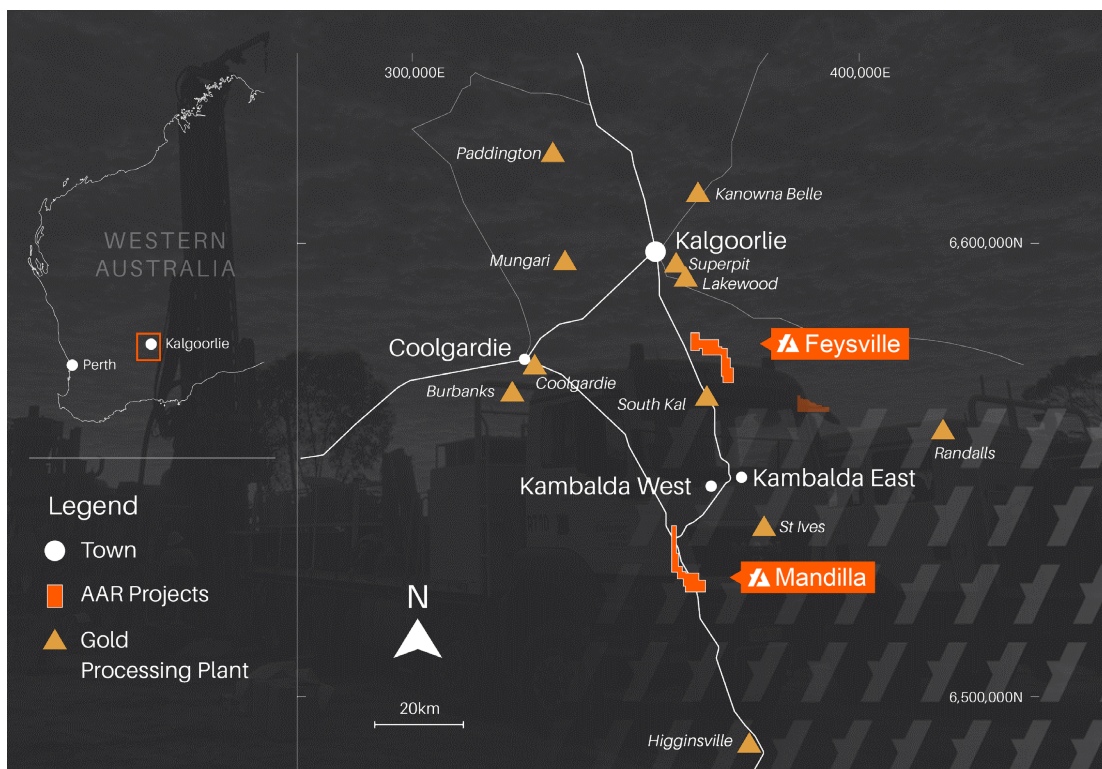 300,000E
400,000E
Paddington
Kanowna Belle
WESTERN
AUSTRALIA
Kalgoorlie
6,600,000N
Mungari
Superpit
Lakewood
Kalgoorlie
Perth
Coolgardie
Feysville
Coolgardie
Burbanks
South Kal
Randalls
Kambalda West
Kambalda East
Legend
St Ives
Town
Mandilla
AAR Projects
N
Gold
Processing Plant
6,500,000N
20km
Higginsville